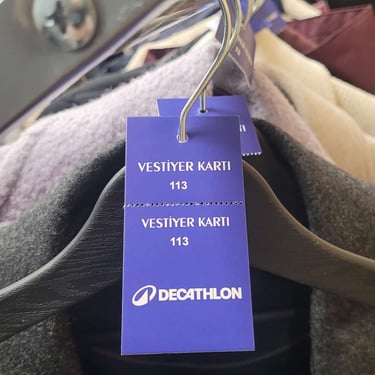 VESTİYER KARTI
113
VESTİYER KARTI
113
DECATHLON